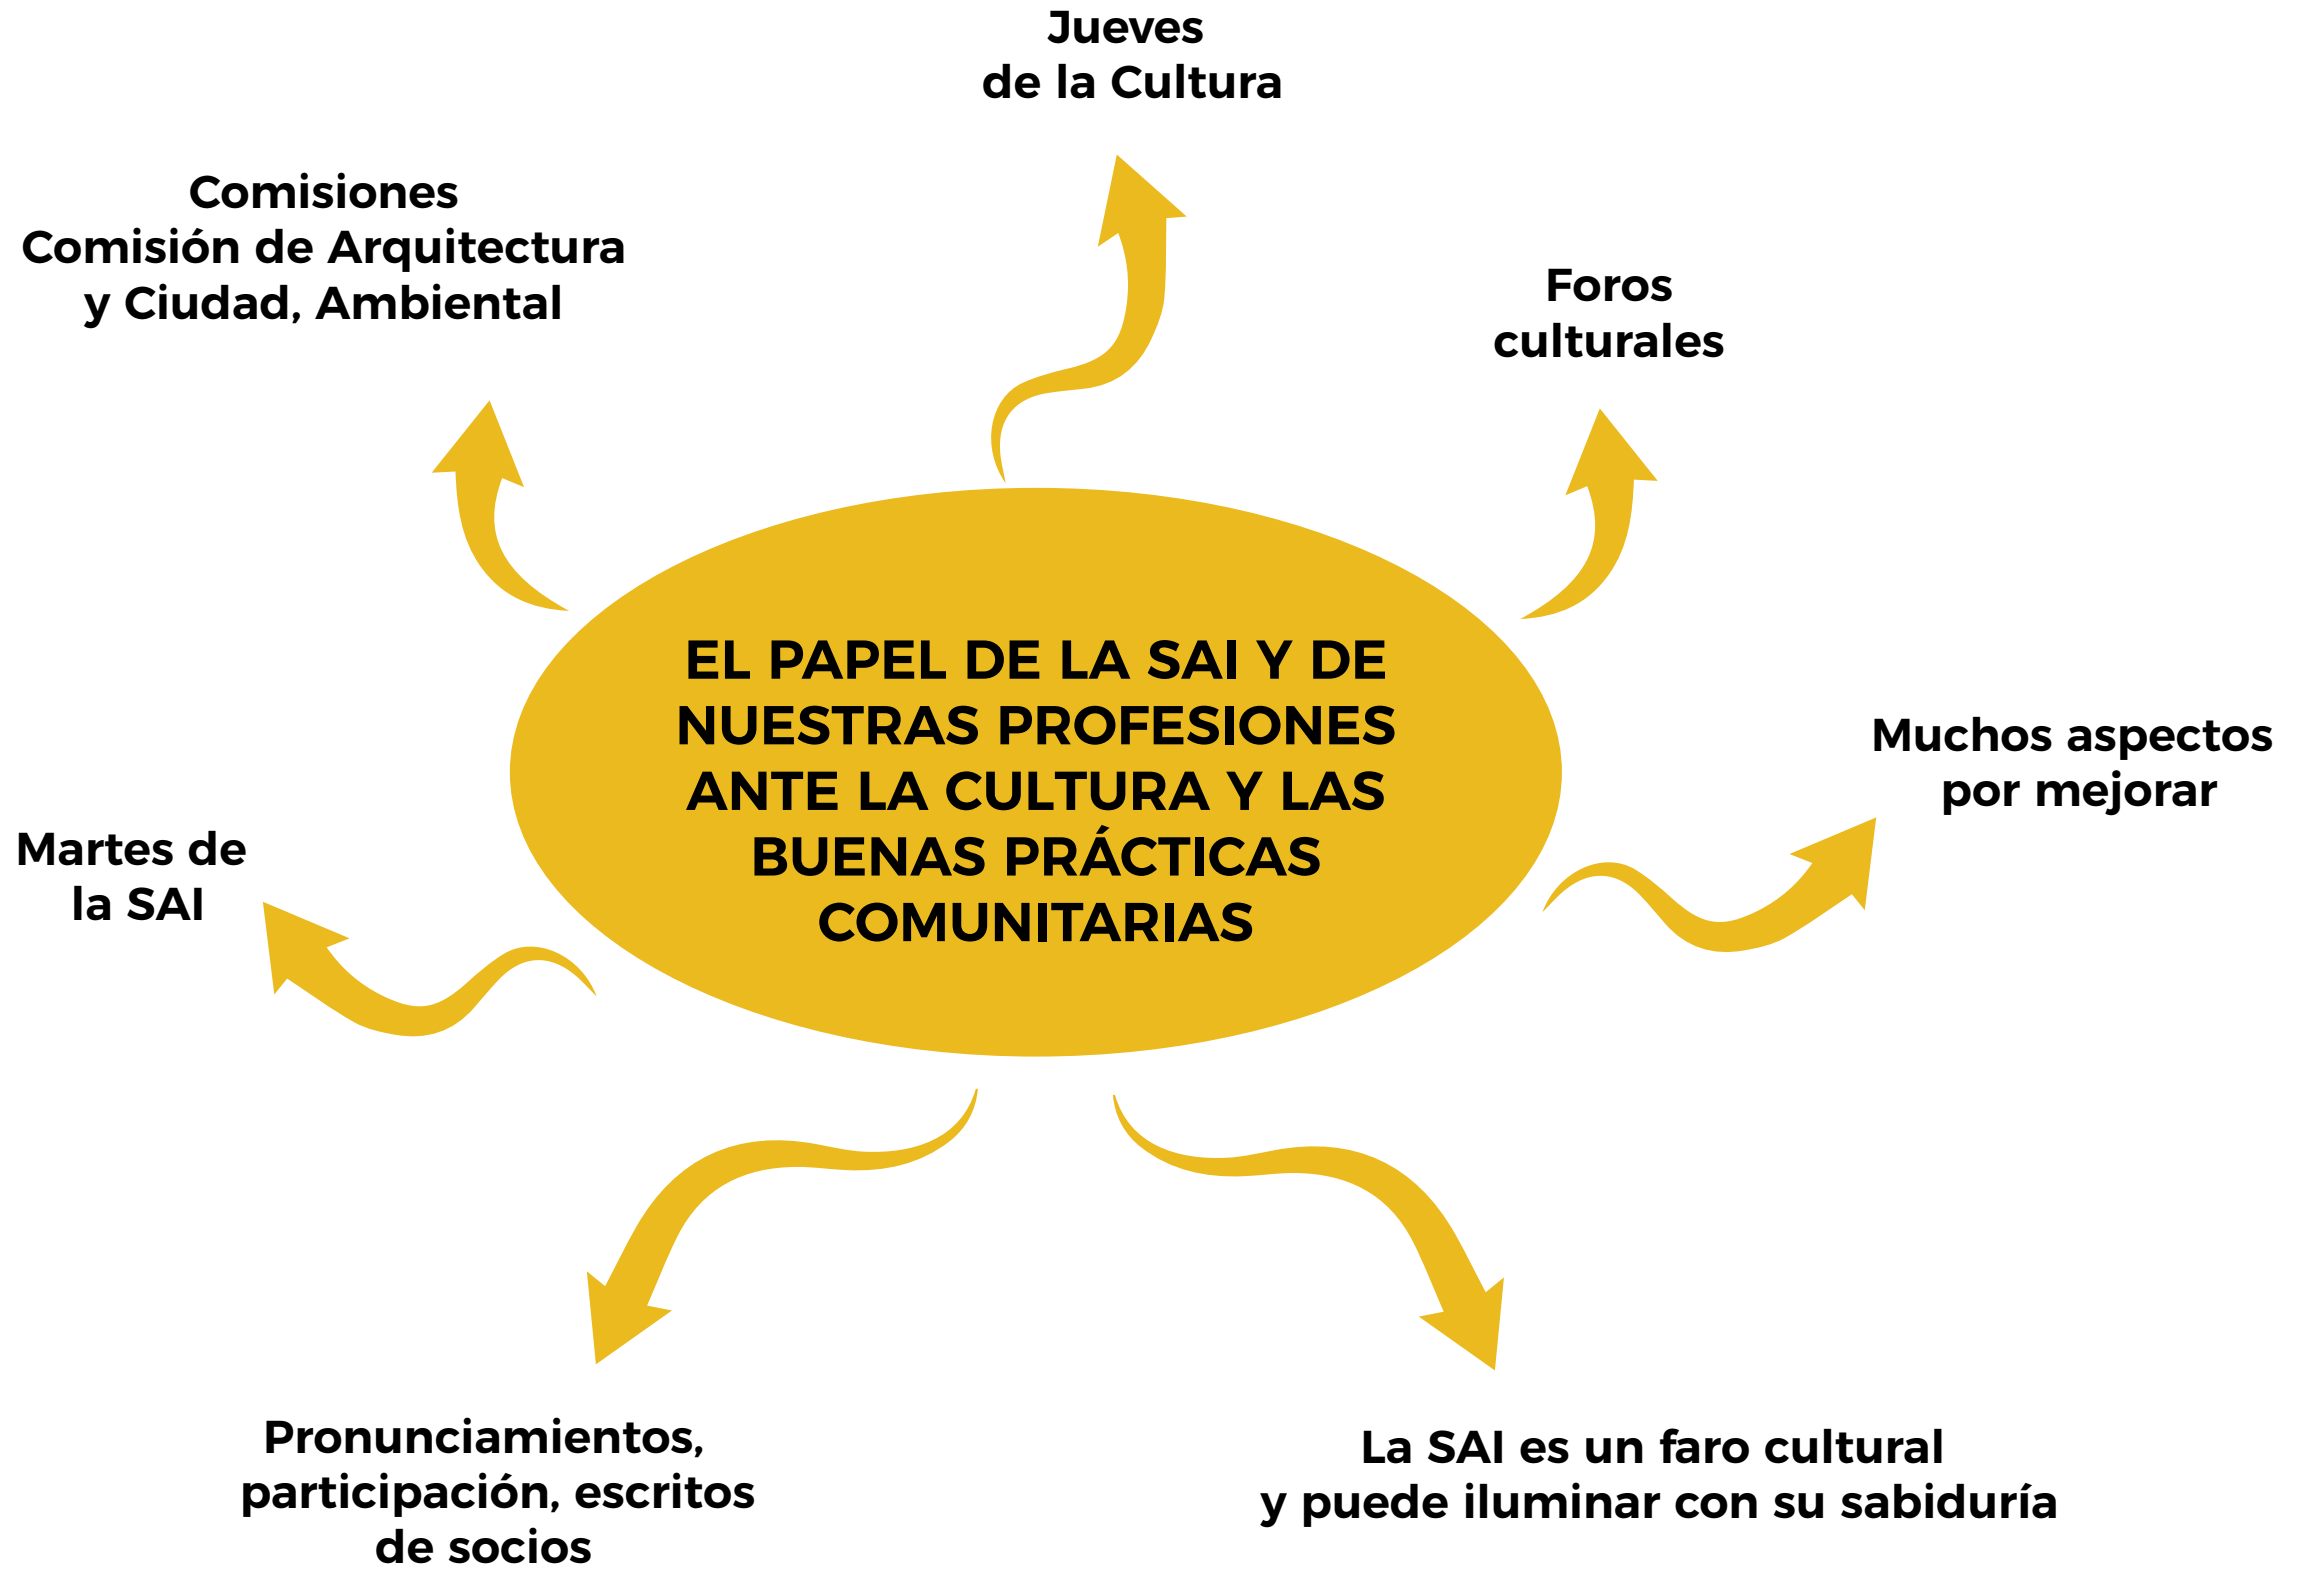 Jueves
de la Cultura
Comisiones
Comisión de Arquitectura
y Ciudad, Ambiental
Foros
culturales
EL PAPEL DE LA SAI Y DE
NUESTRAS PROFESIONES
ANTE LA CULTURA Y LAS
BUENAS PRÁCTICAS
COMUNITARIAS
Muchos aspectos
por mejorar
Martes de
la SAI
Pronunciamientos,
participación, escritos
de socios
La SAI es un faro cultural
y puede iluminar con su sabiduría